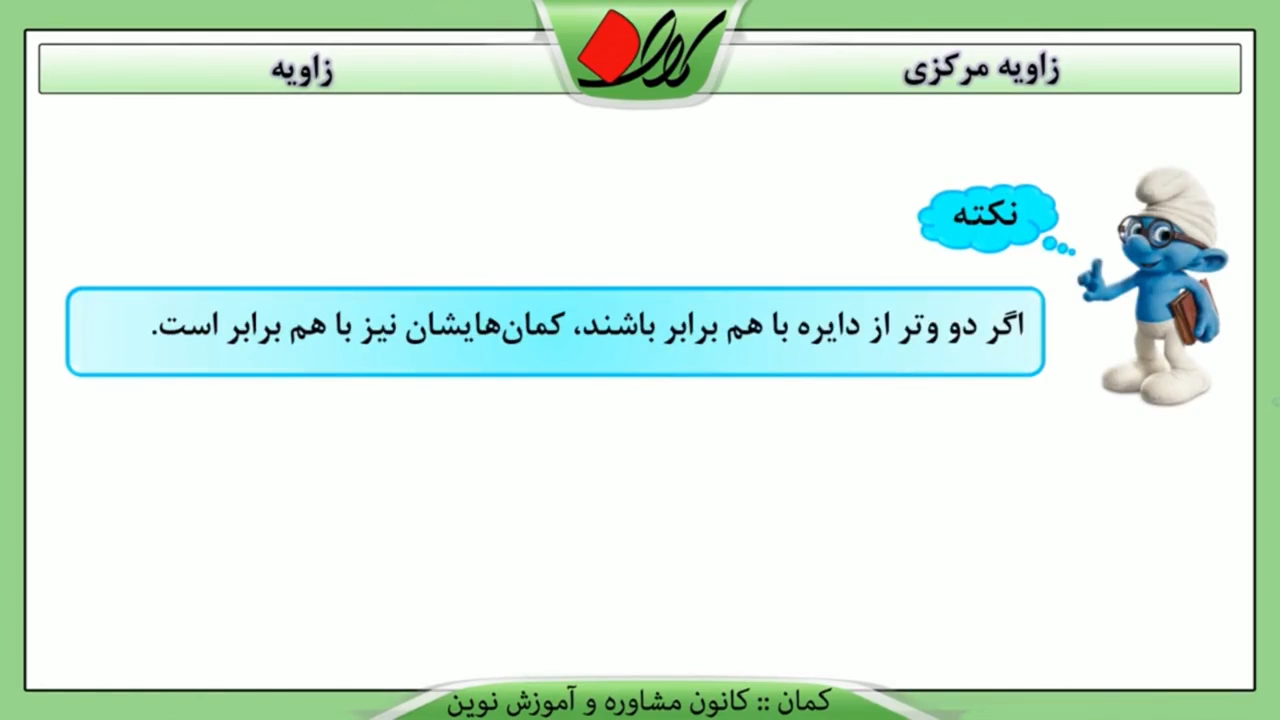 زاویه مرکزی
کمان
زاویه
نکته
اگر دو وتر از دایره با هم برابر باشند، کمان‌هایشان نیز با هم برابر است.
کمان :: کانون مشاوره و آموزش نوین